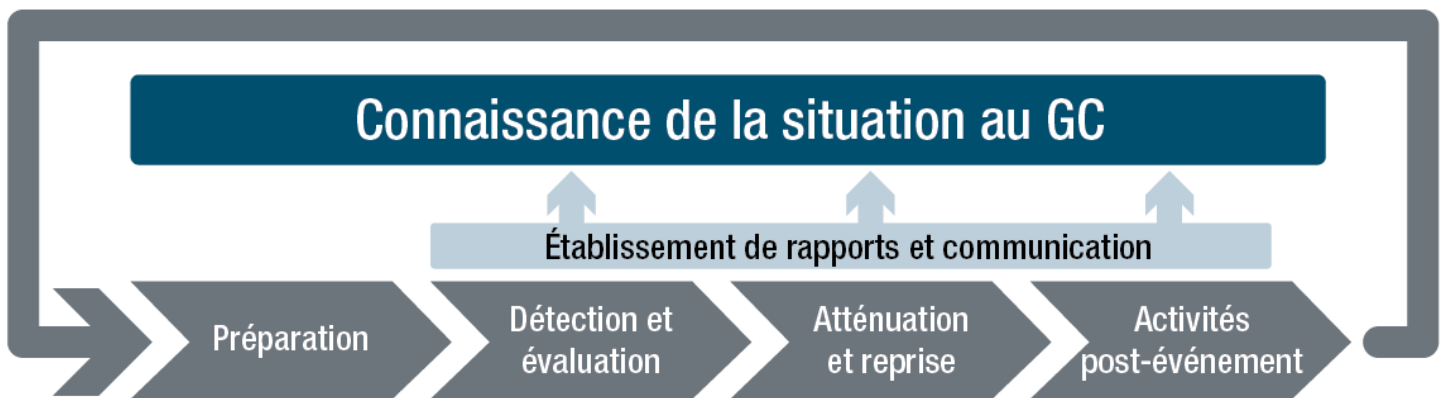 Connaissance de la situation au GC
Établissement de rapports et communication
Préparation
Détection et
évaluation
Atténuation
et reprise
Activités
post-événement